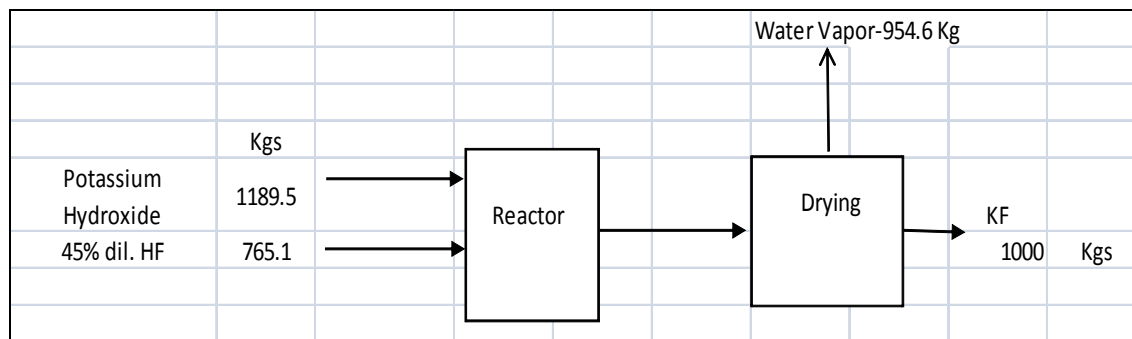 Water Vapor-954.6 Kg
Kgs
Potassium
Hydroxide
1189.5
45% dil. HF
765.1
Reactor
Drying
KF
1000 Kgs